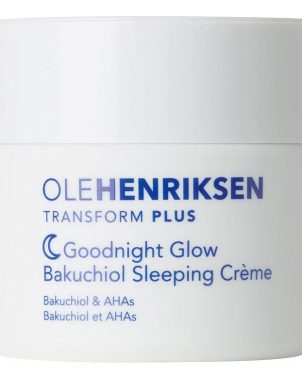 OLEHENRIKSEN
TRANSFORM PLUS
Goodnight Glow
Bakuchiol Sleeping Crème
Bakuchiol & AHAs
Bakuchiol et AHAs